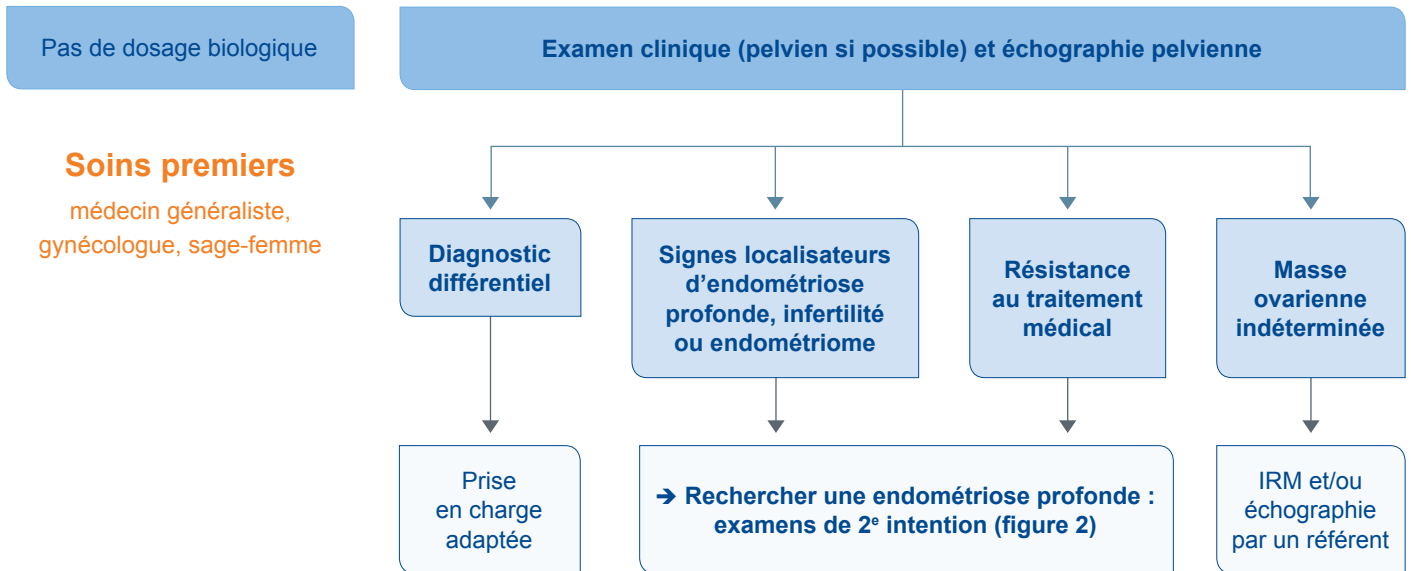 Pas de dosage biologique
Examen clinique (pelvien si possible) et échographie pelvienne
Soins premiers
médecin généraliste,
gynécologue, sage-femme
Diagnostic
différentiel
Signes localisateurs
d’endométriose
profonde, infertilité
ou endométriome
Résistance
au traitement
médical
Masse
ovarienne
indéterminée
Prise
en charge
adaptée
➔ Rechercher une endométriose profonde :
examens de 2e intention (figure 2)
IRM et/ou
échographie
par un référent